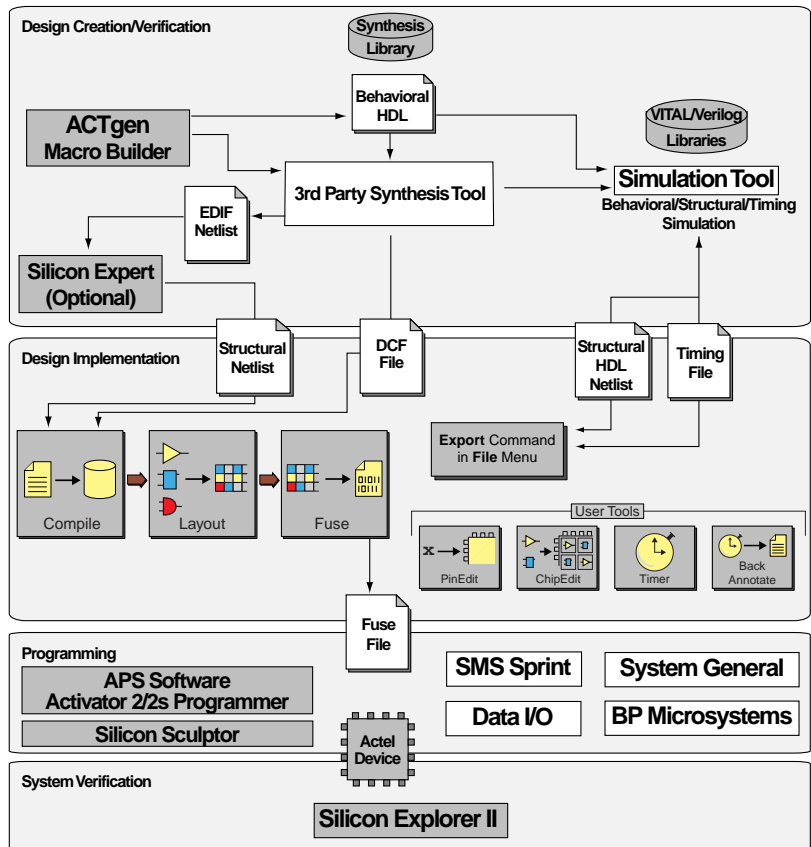 Design Creation/Verification
Synthesis
Library
Behavioral
HDL
ACTgen
Macro Builder
VITAL/Verilog
Libraries
3rd Party Synthesis Tool
Simulation Tool
Behavioral/Structural/Timing
Simulation
EDIF
Netlist
Silicon Expert
(Optional)
Design Implementation
Structural
Netlist
DCF
File
Structural
HDL
Netlist
Timing
File
Export Command
in File Menu
01011
10111
Compile
Layout
Fuse
User Tools
x
PinEdit
ChipEdit
Timer
Back
Annotate
Fuse
File
Programming
APS Software
Activator 2/2s Programmer
Silicon Sculptor
SMS Sprint
System General
Data I/O
BP Microsystems
Actel
Device
System Verification
Silicon Explorer II